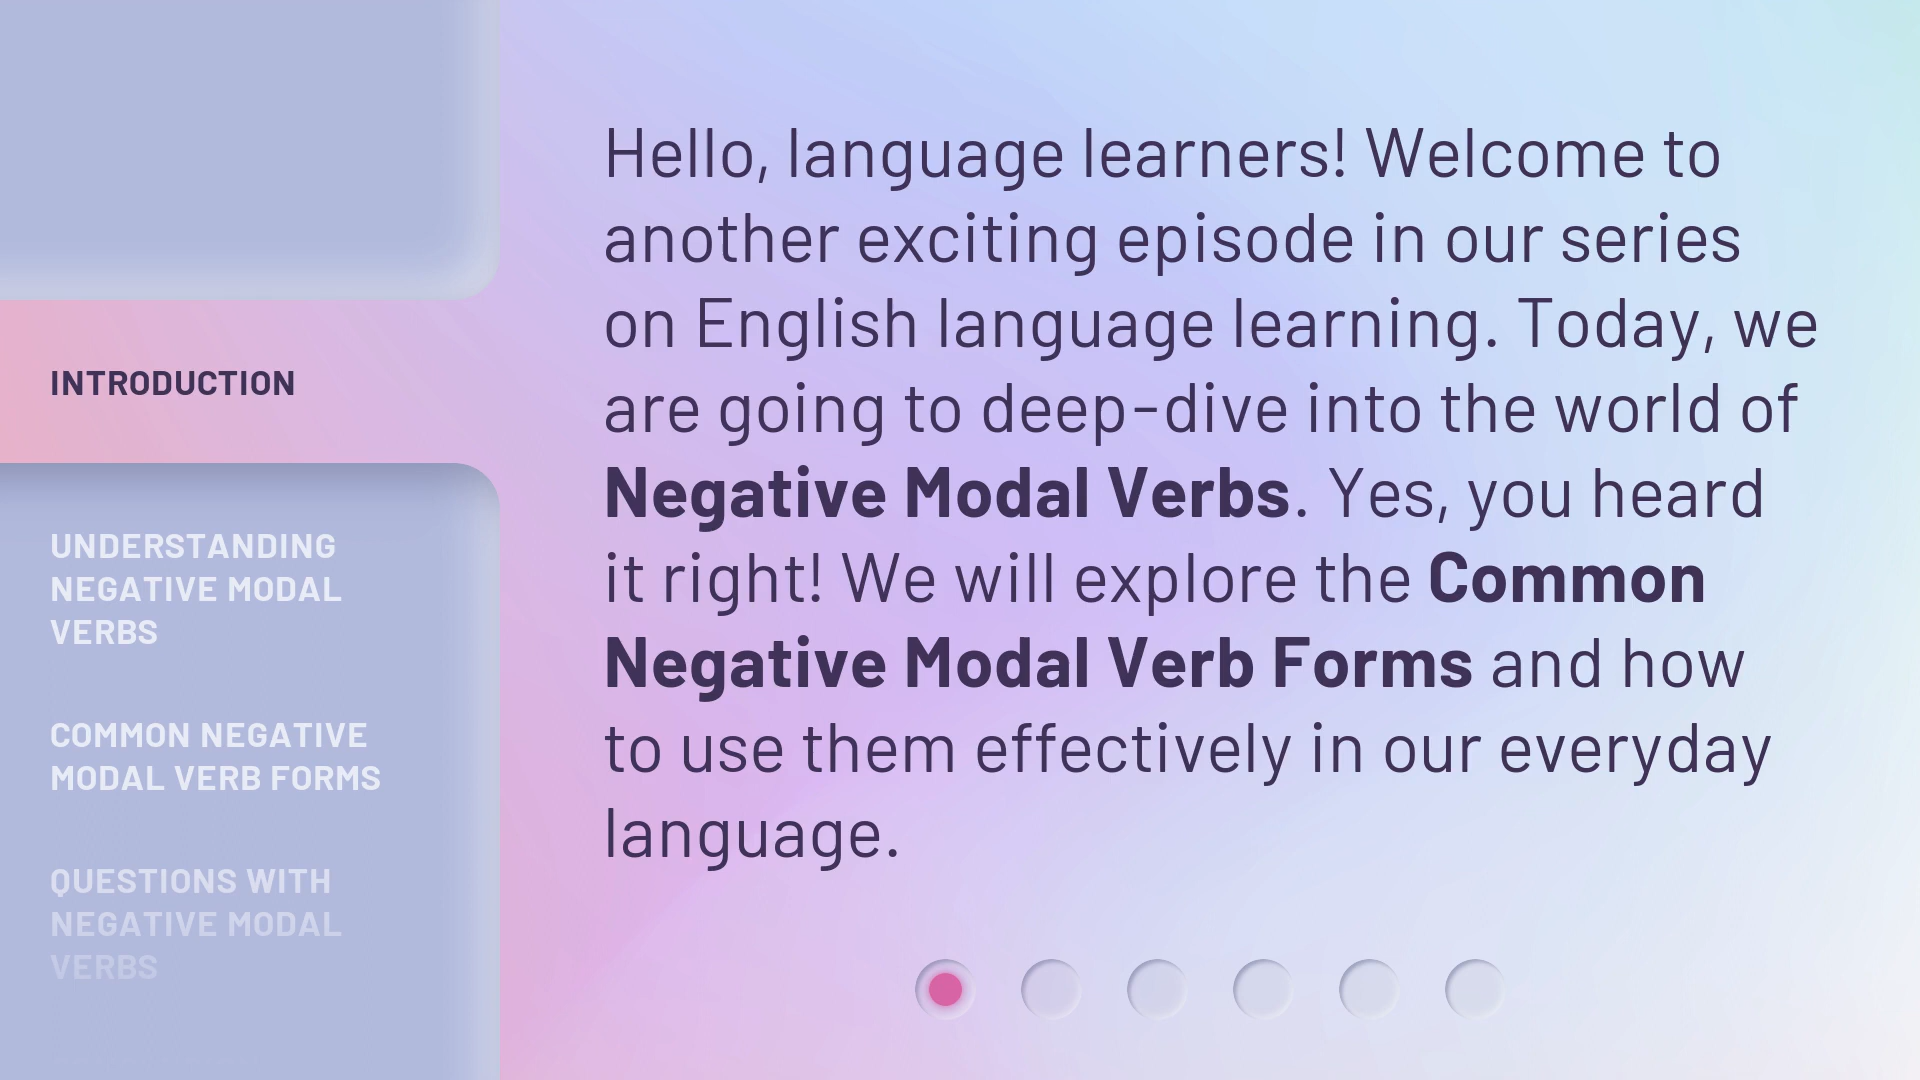 INTRODUCTION
UNDERSTANDING
NEGATIVE MODAL
VERBS
COMMON NEGATIVE
MODAL VERB FORMS
QUESTIONS WITH
NEGATIVE MODAL
VERBS
Hello, language learners! Welcome to
another exciting episode in our series
on English language learning. Today, we
are going to deep-dive into the world of
Negative Modal Verbs. Yes, you heard
it right! We will explore the Common
Negative Modal Verb Forms and how
to use them effectively in our everyday
language.